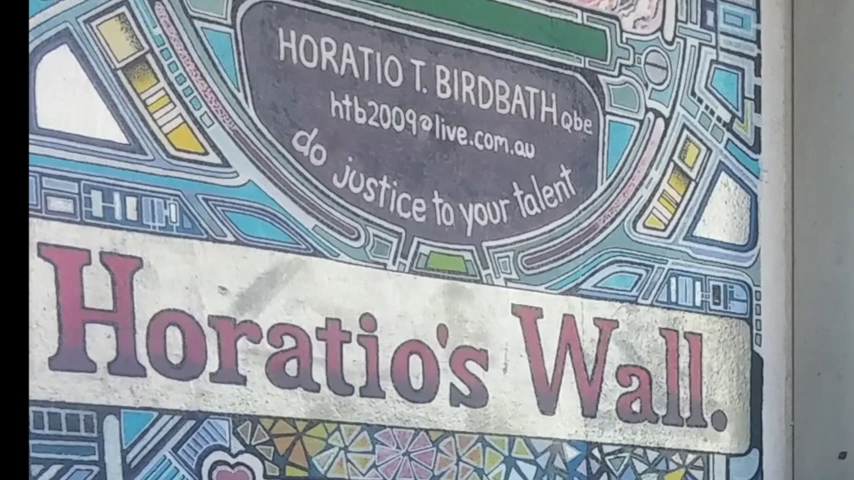 HORATIO T. BIRDBATH Qbe
htb2009@live.com.au
do justice to your talent
Horatio's Wall.